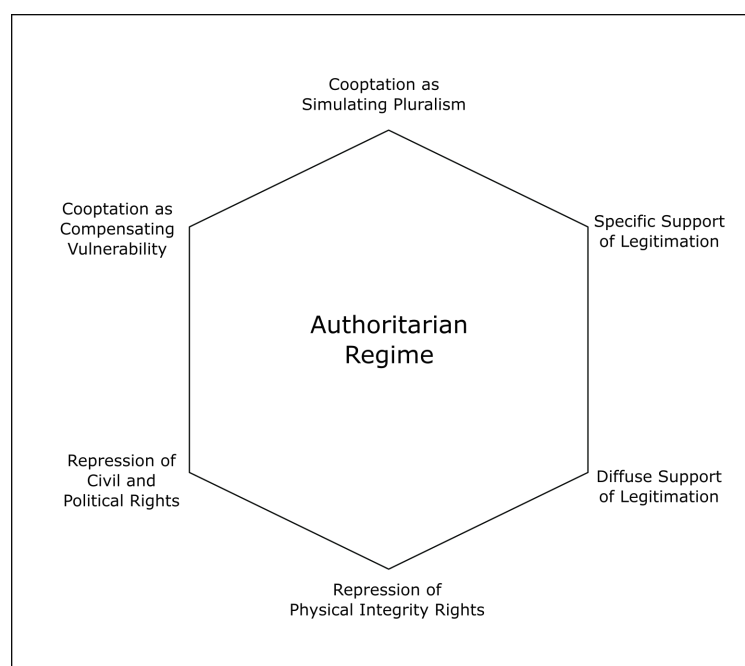 Cooptation as
Simulating Pluralism
Cooptation as
Compensating
Vulnerability
Specific Support
of Legitimation
Authoritarian
Regime
Repression of
Civil and
Political Rights
Diffuse Support
of Legitimation
Repression of
Physical Integrity Rights